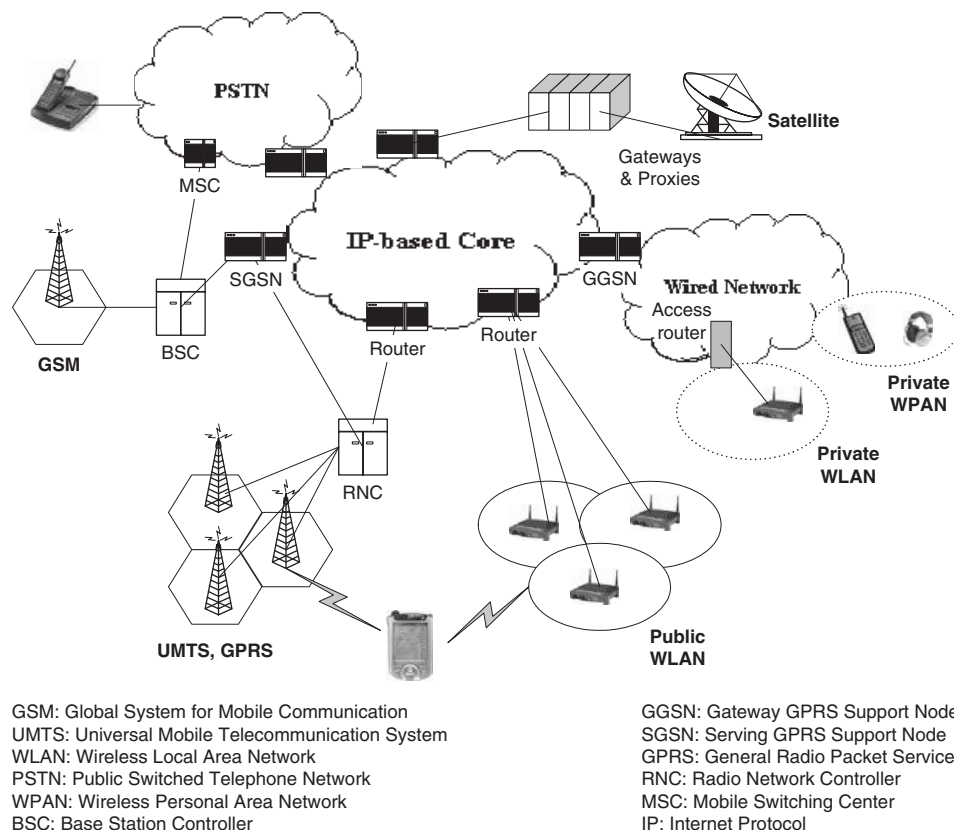 PSTN
Satellite
Gateways
& Proxies
MSC
IP-based Core
SGSN
GGSN
Wired Network
Access
router
GSM
BSC
Router
Router
Private
WPAN
Private
WLAN
RNC
UMTS, GPRS
Public
WLAN
GSM: Global System for Mobile Communication
UMTS: Universal Mobile Telecommunication System
WLAN: Wireless Local Area Network
PSTN: Public Switched Telephone Network
WPAN: Wireless Personal Area Network
BSC: Base Station Controller
GGSN: Gateway GPRS Support Node
SGSN: Serving GPRS Support Node
GPRS: General Radio Packet Service
RNC: Radio Network Controller
MSC: Mobile Switching Center
IP: Internet Protocol